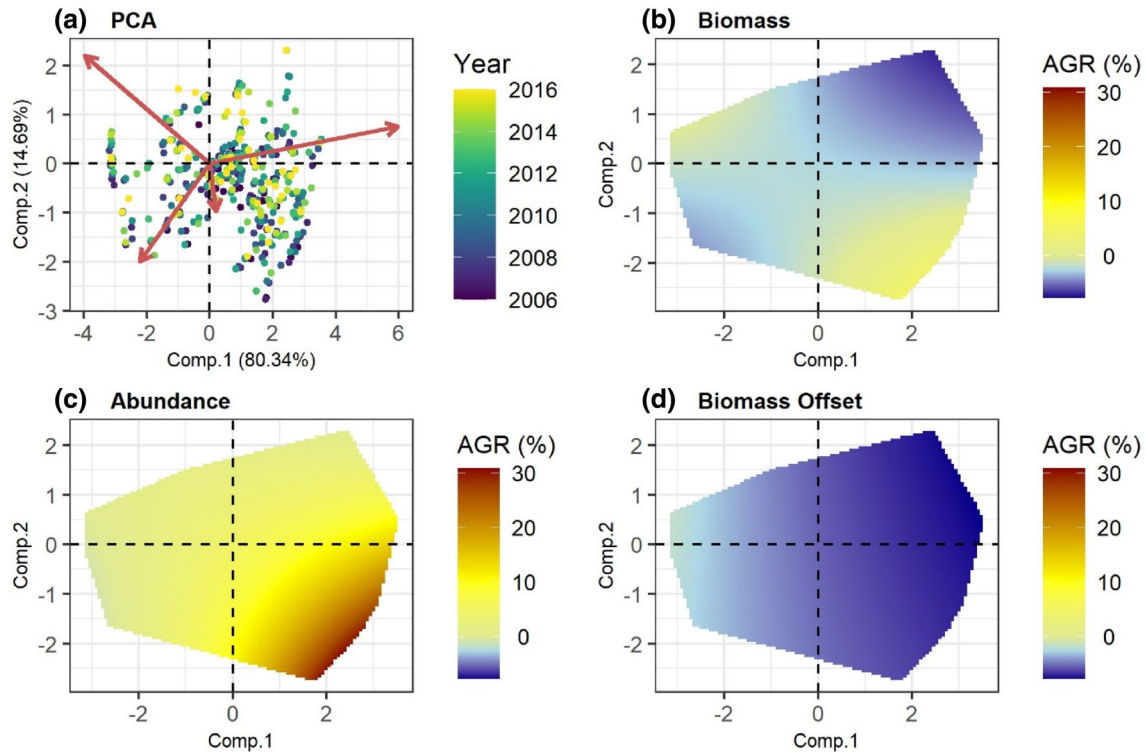 (a) PCA
Comp.2 (14.69%)
2
1
0
-1
-2
-3
-4 -2 0 2 4 6
Comp.1 (80.34%)
Year
2016
2014
2012
2010
2008
2006
(b) Biomass
Comp.2
2
1
0
-1
-2
-2 0 2
Comp.1
AGR (%)
30
20
10
0
(c) Abundance
Comp.2
2
1
0
-1
-2
-2 0 2
Comp.1
AGR (%)
30
20
10
0
(d) Biomass Offset
Comp.2
2
1
0
-1
-2
-2 0 2
Comp.1
AGR (%)
30
20
10
0